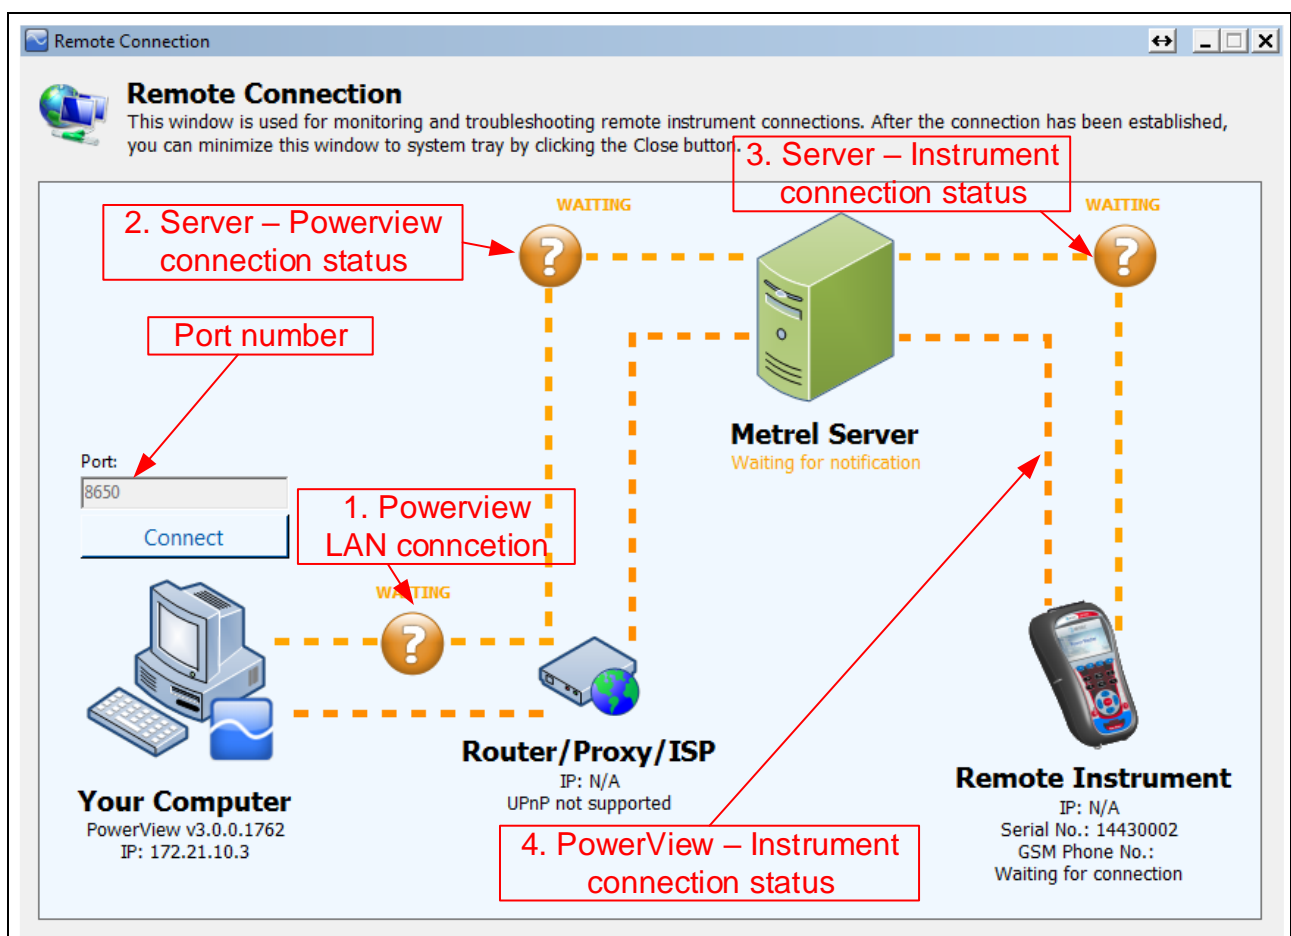 Remote Connection
Remote Connection
This window is used for monitoring and troubleshooting remote instrument connections. After the connection has been established,
you can minimize this window to system tray by clicking the Close button.
3. Server – Instrument
connection status
2. Server – Powerview
connection status
WAITING
WAITING
Port number
Metrel Server
Waiting for notification
Port:
8650
Connect
1. Powerview
LAN conncetion
WAITING
Router/Proxy/ISP
IP: N/A
UPnP not supported
Your Computer
PowerView v3.0.0.1762
IP: 172.21.10.3
Remote Instrument
IP: N/A
Serial No.: 14430002
GSM Phone No.:
Waiting for connection
4. PowerView – Instrument
connection status